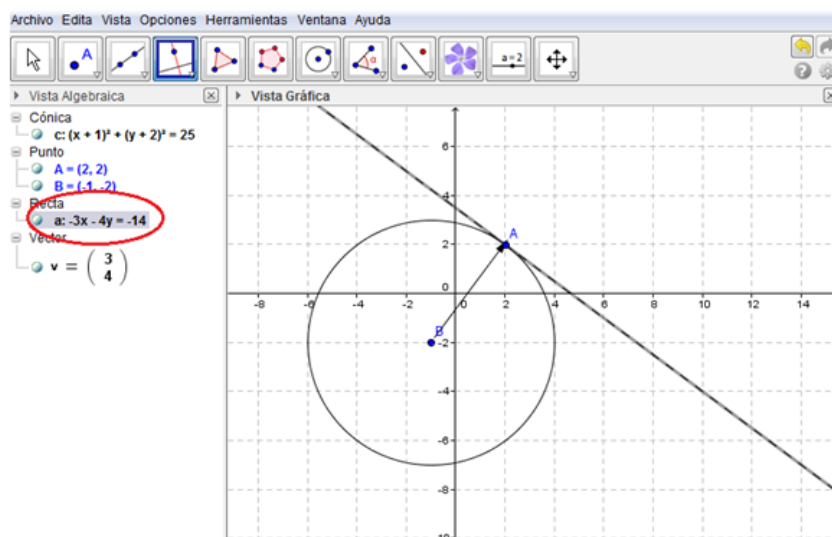 Archivo Edita Vista Opciones Herramientas Ventana Ayuda
A
α
a=2
Vista Algebraica
Vista Gráfica
Cónica
c: (x + 1)² + (y + 2)² = 25
Punto
A = (2, 2)
B = (-1, -2)
Recta
a: -3x - 4y = -14
Vector
v = ( 3
4 )
6
4
2
0
-8 -6 -4 -2 0 2 4 6 8 10 12 14
-2
-4
-6
-8
-10
A
B